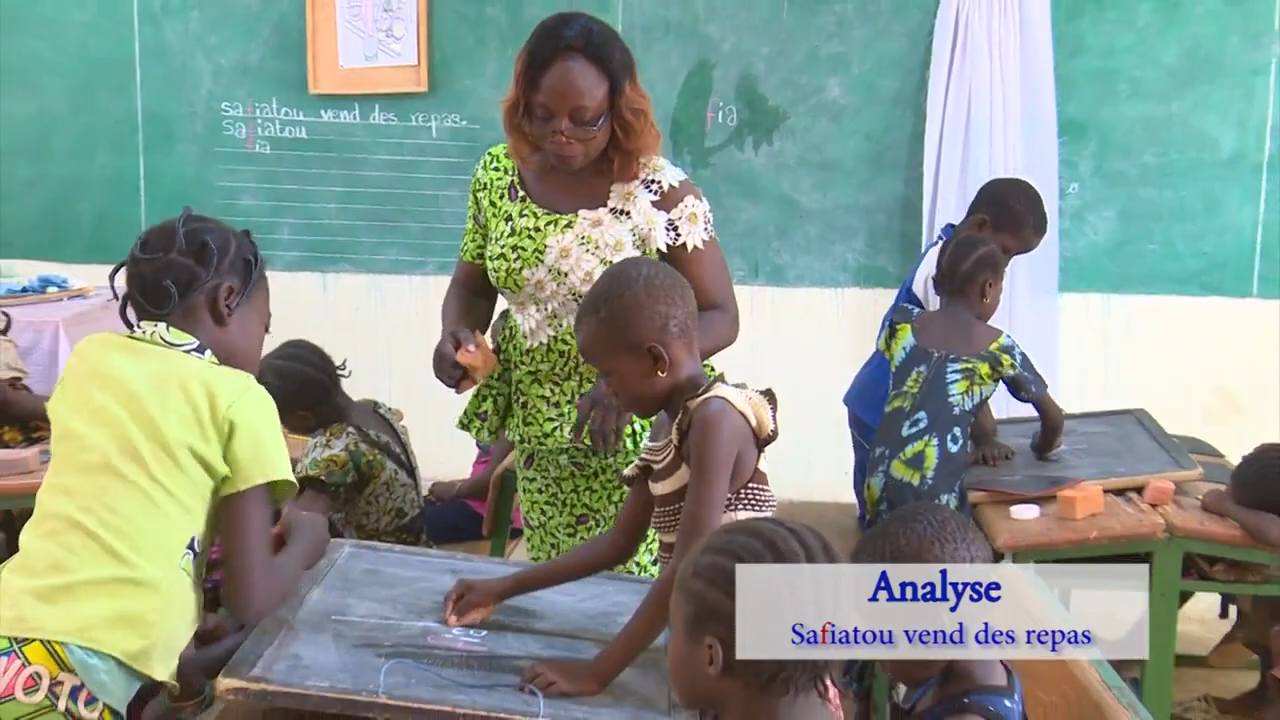 safiatou vend des repas.
safiatou
fia
fia
Analyse
Safiatou vend des repas